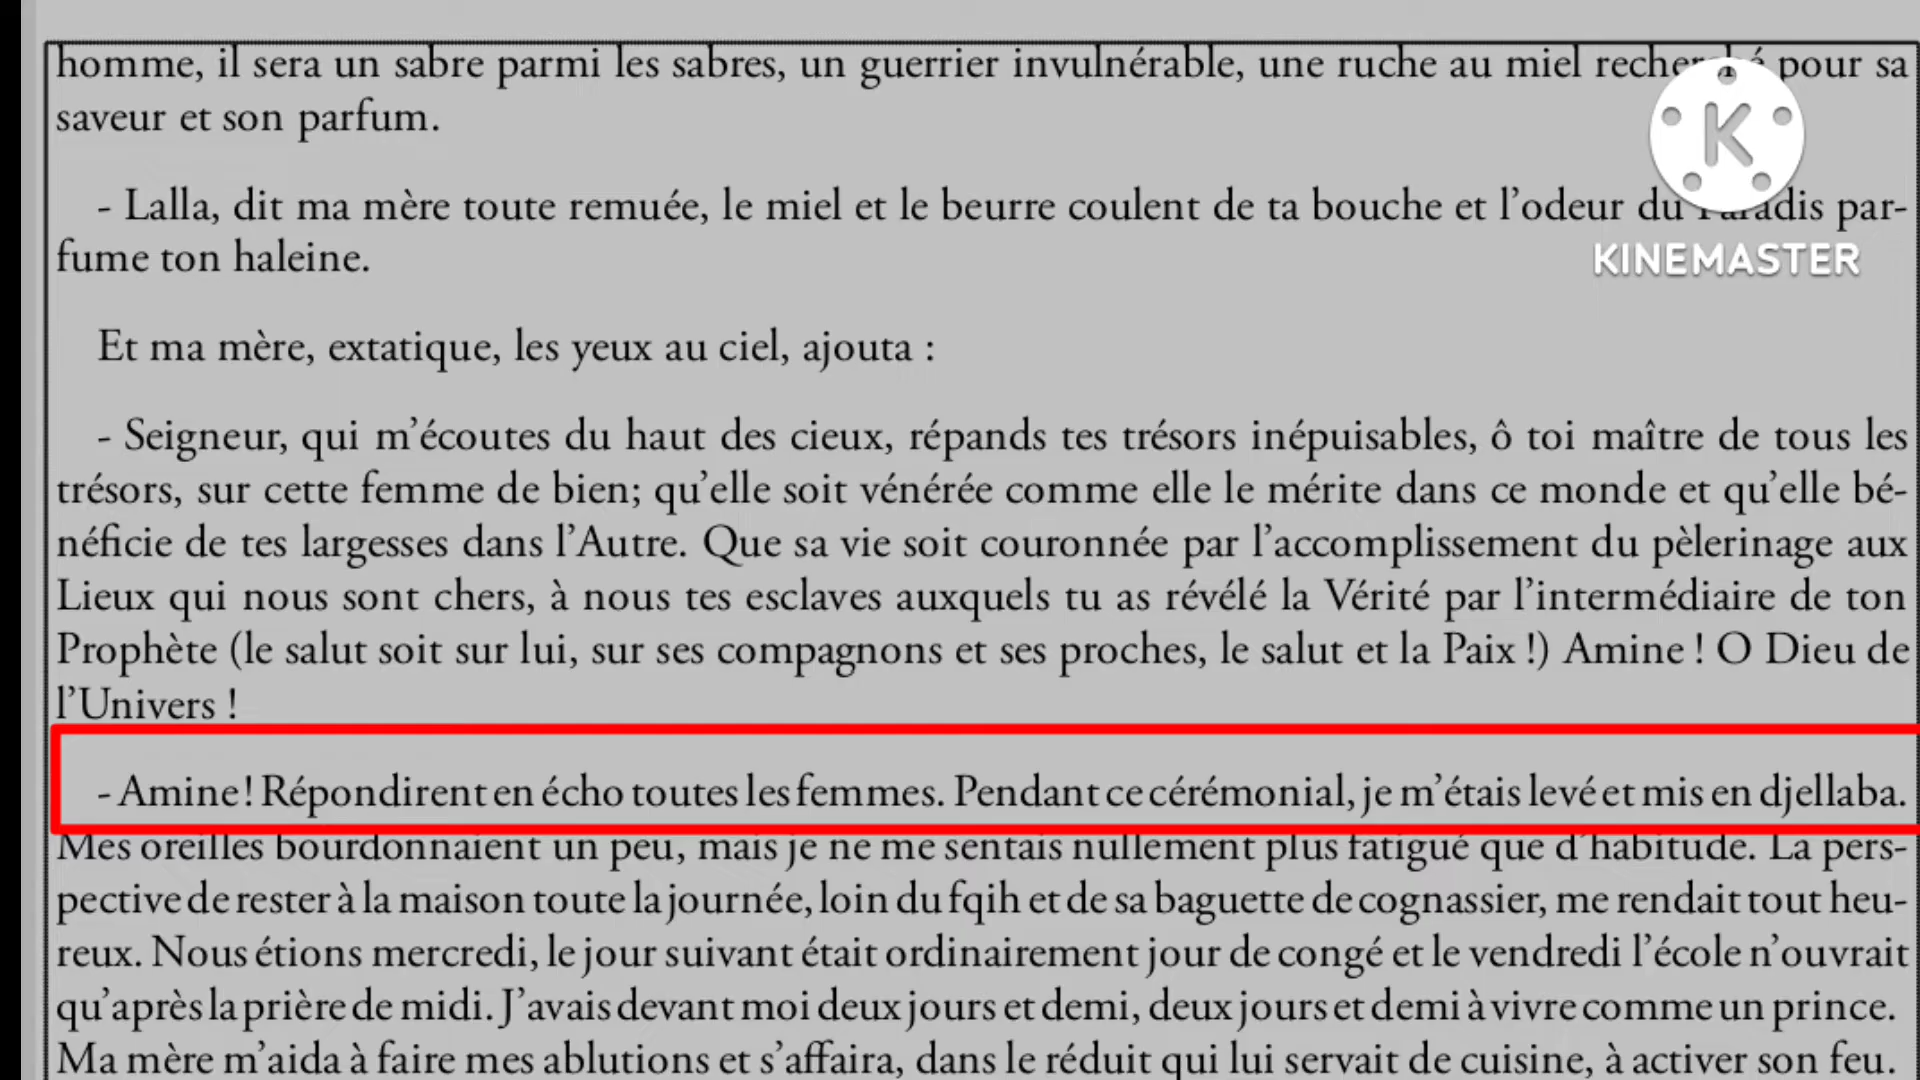 homme, il sera un sabre parmi les sabres, un guerrier invulnérable, une ruche au miel recherché pour sa
saveur et son parfum.
- Lalla, dit ma mère toute remuée, le miel et le beurre coulent de ta bouche et l'odeur du Paradis par-
fume ton haleine.
K
KINEMASTER
Et ma mère, extatique, les yeux au ciel, ajouta :
- Seigneur, qui m'écoutes du haut des cieux, répands tes trésors inépuisables, ô toi maître de tous les
trésors, sur cette femme de bien; qu'elle soit vénérée comme elle le mérite dans ce monde et qu'elle bé-
néficie de tes largesses dans l'Autre. Que sa vie soit couronnée par l'accomplissement du pèlerinage aux
Lieux qui nous sont chers, à nous tes esclaves auxquels tu as révélé la Vérité par l'intermédiaire de ton
Prophète (le salut soit sur lui, sur ses compagnons et ses proches, le salut et la Paix !) Amine ! O Dieu de
l'Univers !
- Amine ! Répondirent en écho toutes les femmes. Pendant ce cérémonial, je m'étais levé et mis en djellaba.
Mes oreilles bourdonnaient un peu, mais je ne me sentais nullement plus fatigué que d'habitude. La pers-
pective de rester à la maison toute la journée, loin du fqih et de sa baguette de cognassier, me rendait tout heu-
reux. Nous étions mercredi, le jour suivant était ordinairement jour de congé et le vendredi l'école n'ouvrait
qu'après la prière de midi. J'avais devant moi deux jours et demi, deux jours et demi à vivre comme un prince.
Ma mère m'aida à faire mes ablutions et s'affaira, dans le réduit qui lui servait de cuisine, à activer son feu.